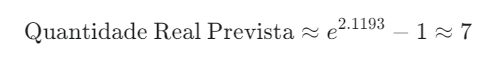 Quantidade Real Prevista ≈ e^{2.1193} – 1 ≈ 7